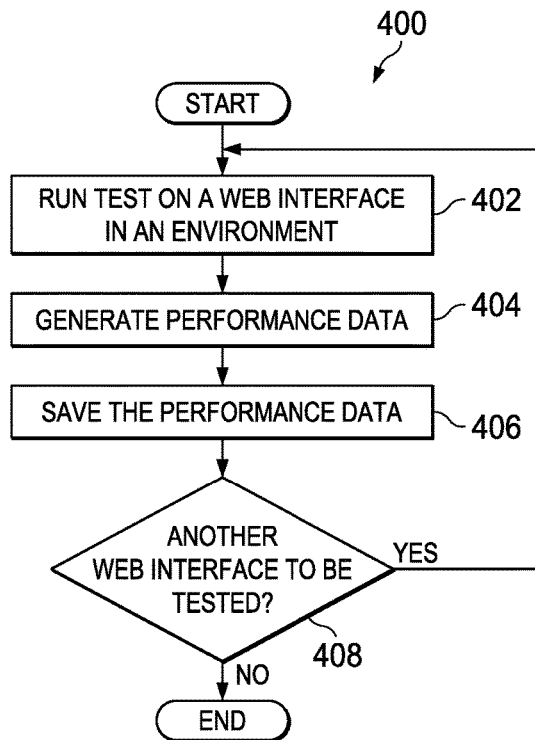 400
START
RUN TEST ON A WEB INTERFACE
IN AN ENVIRONMENT
402
GENERATE PERFORMANCE DATA
404
SAVE THE PERFORMANCE DATA
406
ANOTHER
WEB INTERFACE TO BE
TESTED?
YES
408
NO
END